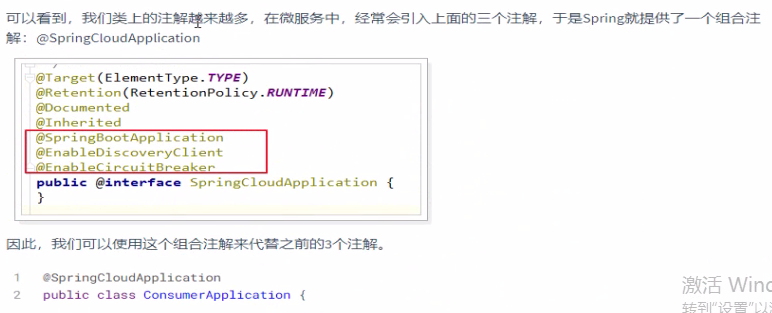 可以看到，我们类上的注解越来越多，在微服务中，经常会引入上面的三个注解，于是Spring就提供了一个组合注
解：@SpringCloudApplication
@Target(ElementType.TYPE)
@Retention(RetentionPolicy.RUNTIME)
@Documented
@Inherited
@SpringBootApplication
@EnableDiscoveryClient
@EnableCircuitBreaker
public @interface SpringCloudApplication {
}
因此，我们可以使用这个组合注解来代替之前的3个注解。
1 @SpringCloudApplication
2 public class ConsumerApplication {
激活 Wind
转到"设置"以